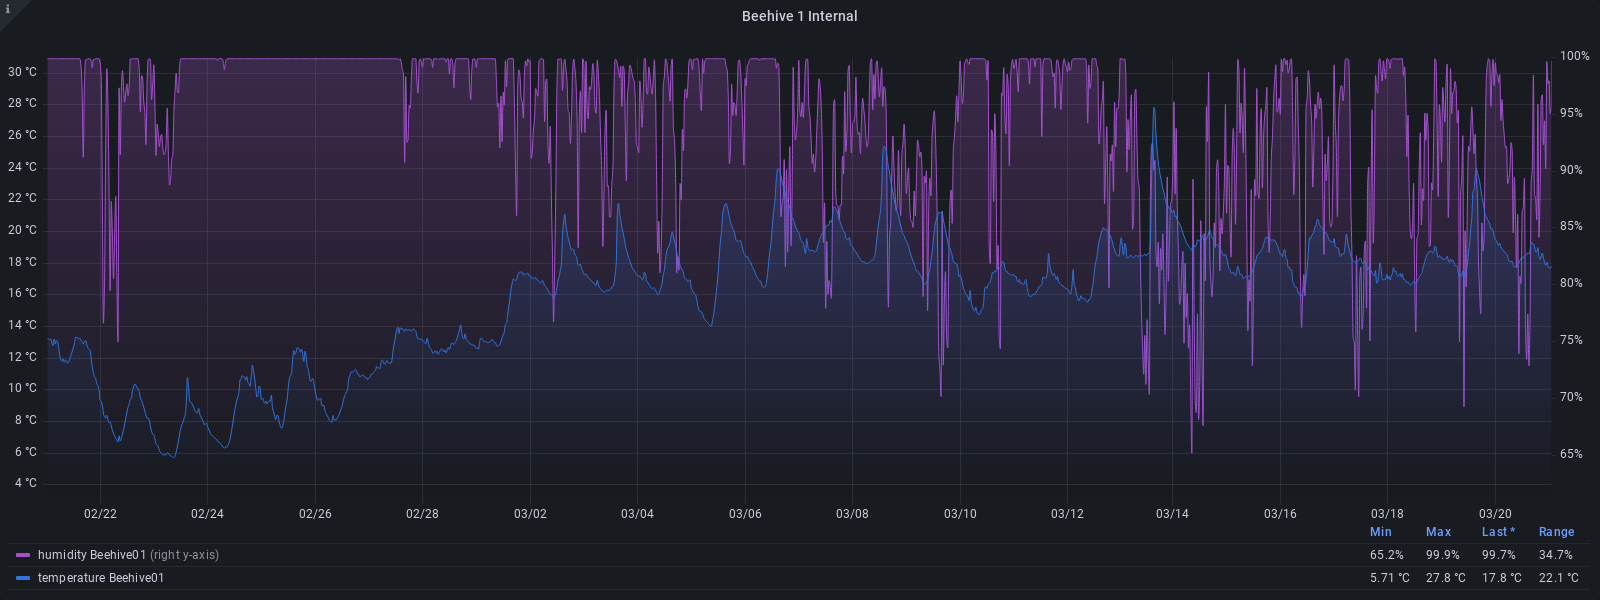 i
Beehive 1 Internal
30 °C
28 °C
26 °C
24 °C
22 °C
20 °C
18 °C
16 °C
14 °C
12 °C
10 °C
8 °C
6 °C
4 °C
100%
95%
90%
85%
80%
75%
70%
65%
02/22 02/24 02/26 02/28 03/02 03/04 03/06 03/08 03/10 03/12 03/14 03/16 03/18 03/20
Min Max Last * Range
humidity Beehive01 (right y-axis) 65.2% 99.9% 99.7% 34.7%
temperature Beehive01 5.71 °C 27.8 °C 17.8 °C 22.1 °C